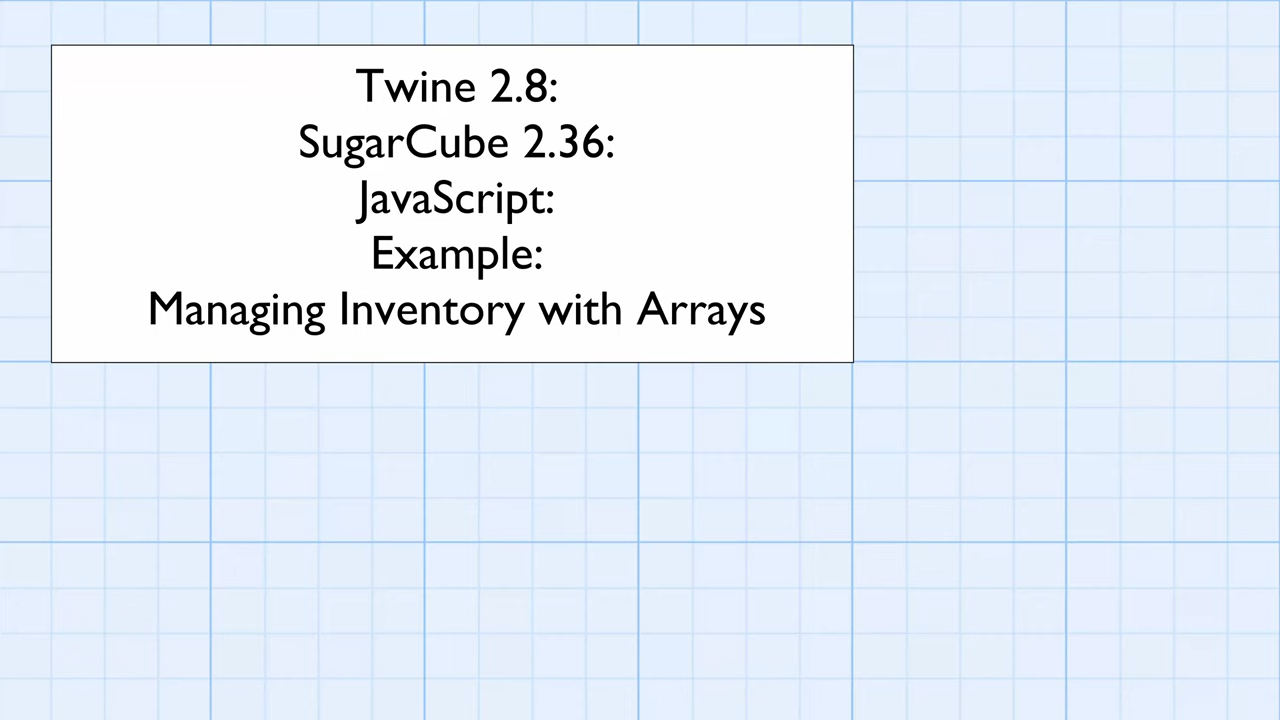 Twine 2.8:
SugarCube 2.36:
JavaScript:
Example:
Managing Inventory with Arrays